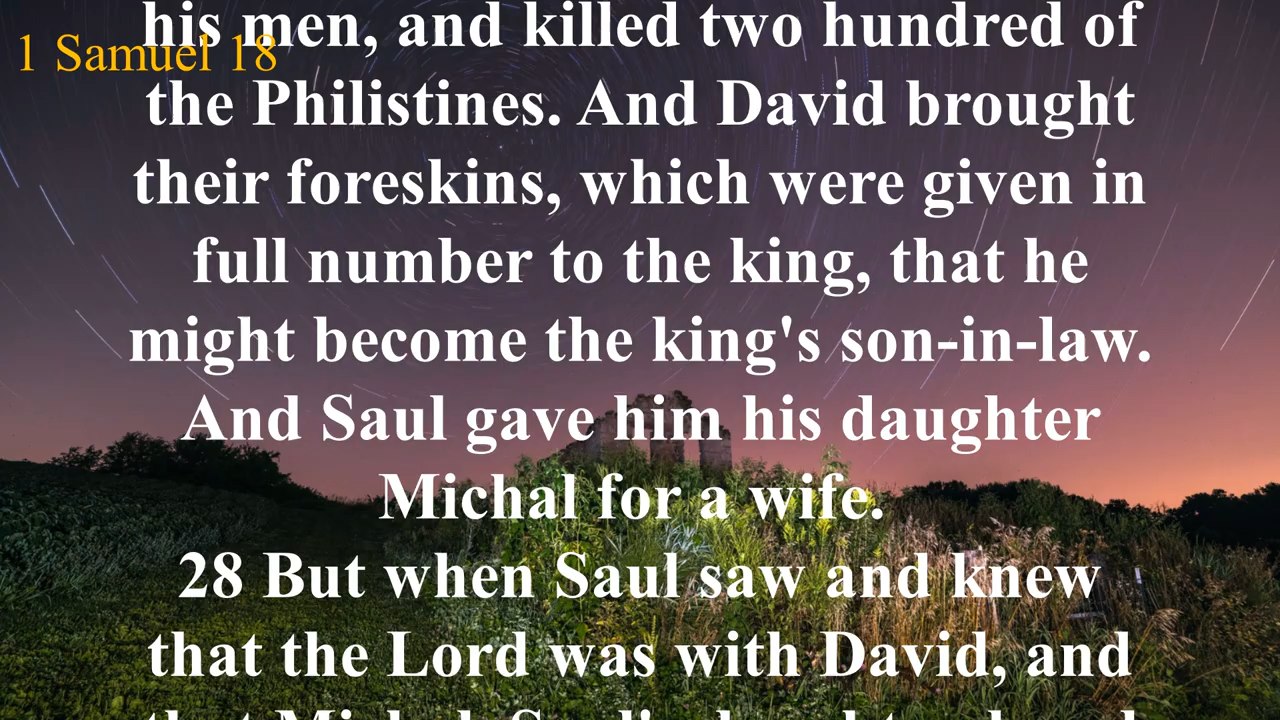 his men, and killed two hundred of
1 Samuel 18
the Philistines. And David brought
their foreskins, which were given in
full number to the king, that he
might become the king's son-in-law.
And Saul gave him his daughter
Michal for a wife.
28 But when Saul saw and knew
that the Lord was with David, and